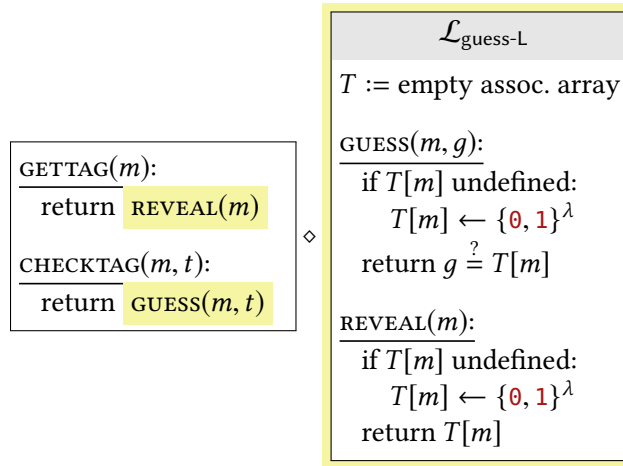 GETTAG(m):
return REVEAL(m)
CHECKTAG(m, t):
return GUESS(m, t)
⋄
𝓛guess-L
T := empty assoc. array
GUESS(m, g):
if T[m] undefined:
T[m] ← {0, 1}^λ
return g ≟ T[m]
REVEAL(m):
if T[m] undefined:
T[m] ← {0, 1}^λ
return T[m]